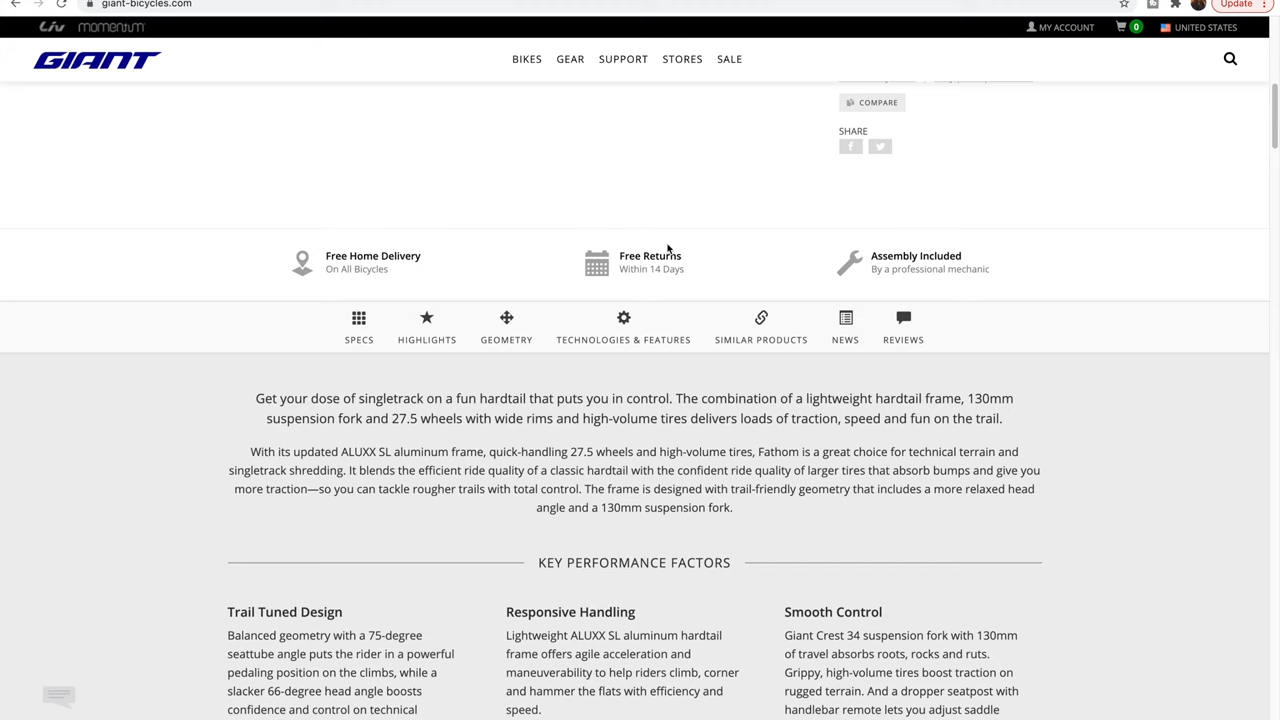 giant-bicycles.com
Update
Liv momentum
MY ACCOUNT 0 UNITED STATES
GIANT BIKES GEAR SUPPORT STORES SALE
COMPARE
SHARE
Free Home Delivery
On All Bicycles
Free Returns
Within 14 Days
Assembly Included
By a professional mechanic
SPECS HIGHLIGHTS GEOMETRY TECHNOLOGIES & FEATURES SIMILAR PRODUCTS NEWS REVIEWS
Get your dose of singletrack on a fun hardtail that puts you in control. The combination of a lightweight hardtail frame, 130mm
suspension fork and 27.5 wheels with wide rims and high-volume tires delivers loads of traction, speed and fun on the trail.
With its updated ALUXX SL aluminum frame, quick-handling 27.5 wheels and high-volume tires, Fathom is a great choice for technical terrain and
singletrack shredding. It blends the efficient ride quality of a classic hardtail with the confident ride quality of larger tires that absorb bumps and give you
more traction—so you can tackle rougher trails with total control. The frame is designed with trail-friendly geometry that includes a more relaxed head
angle and a 130mm suspension fork.
KEY PERFORMANCE FACTORS
Trail Tuned Design
Balanced geometry with a 75-degree
seattube angle puts the rider in a powerful
pedaling position on the climbs, while a
slacker 66-degree head angle boosts
confidence and control on technical
Responsive Handling
Lightweight ALUXX SL aluminum hardtail
frame offers agile acceleration and
maneuverability to help riders climb, corner
and hammer the flats with efficiency and
speed.
Smooth Control
Giant Crest 34 suspension fork with 130mm
of travel absorbs roots, rocks and ruts.
Grippy, high-volume tires boost traction on
rugged terrain. And a dropper seatpost with
handlebar remote lets you adjust saddle